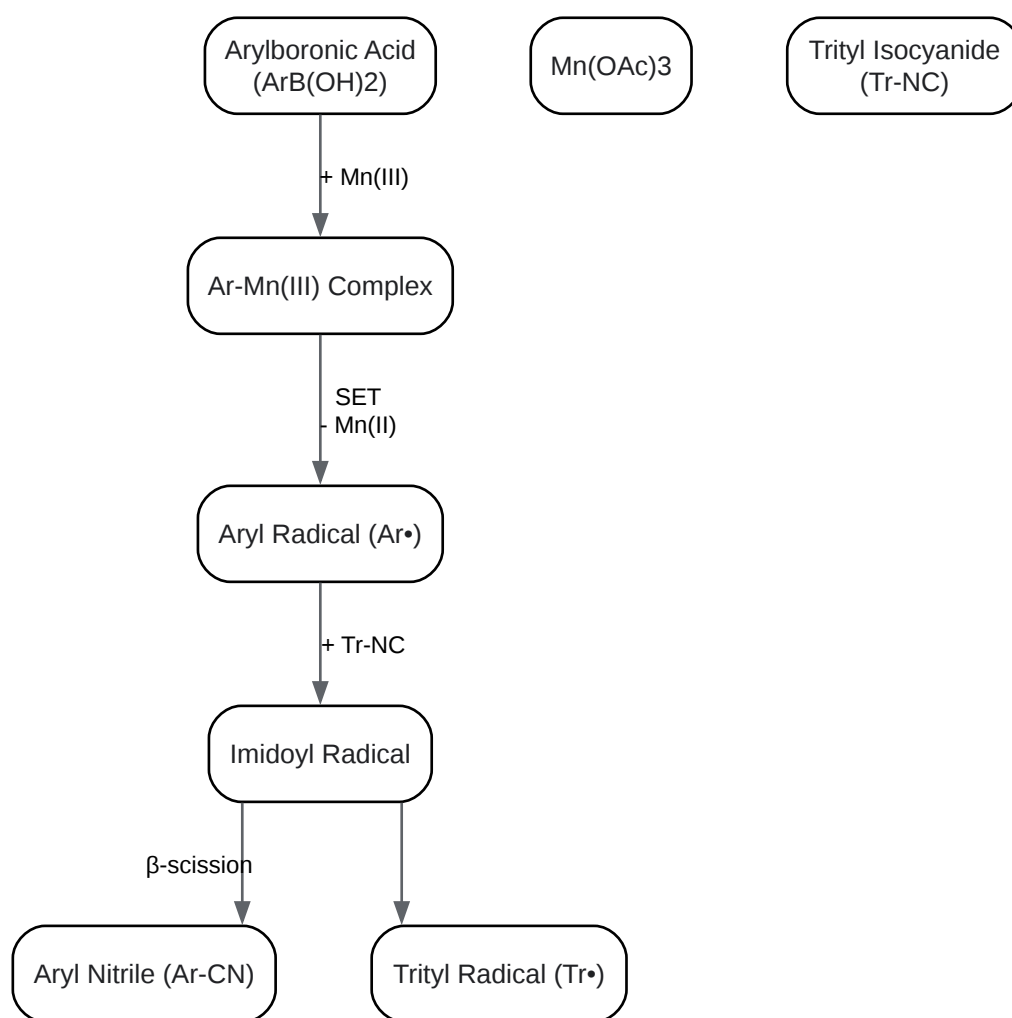 Arylboronic Acid
(ArB(OH)2)
Mn(OAc)3
Trityl Isocyanide
(Tr-NC)
+ Mn(III)
Ar-Mn(III) Complex
SET
- Mn(II)
Aryl Radical (Ar•)
+ Tr-NC
Imidoyl Radical
β-scission
Aryl Nitrile (Ar-CN)
Trityl Radical (Tr•)